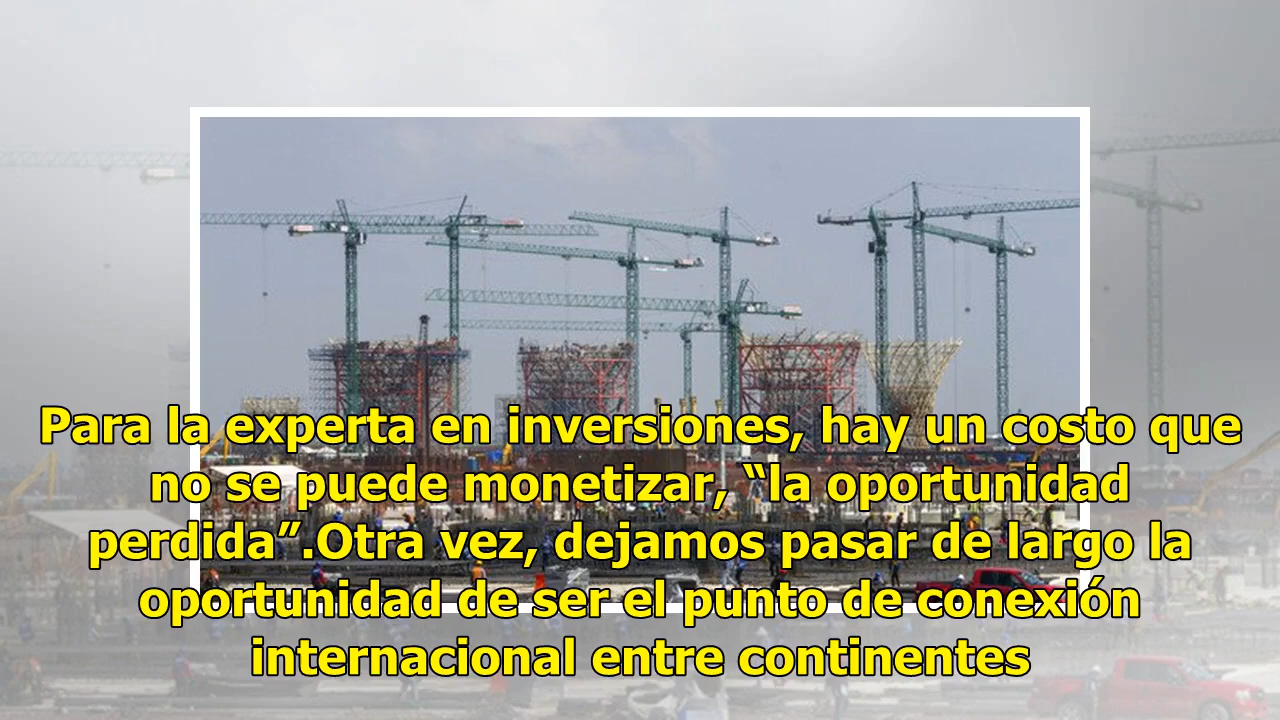 Para la experta en inversiones, hay un costo que
no se puede monetizar, “la oportunidad
perdida”.Otra vez, dejamos pasar de largo la
oportunidad de ser el punto de conexión
internacional entre continentes